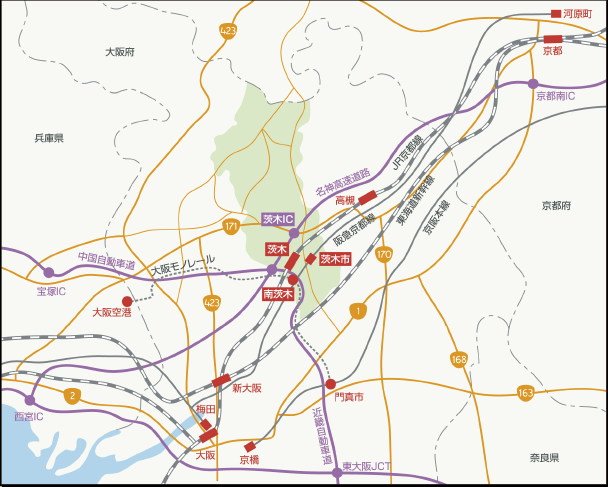 河原町
423
大阪府
京都
京都南IC
兵庫県
JR京都線
名神高速道路
高槻
東海道新幹線
京都府
茨木IC
171
阪急京都線
京阪本線
茨木
茨木市
170
中国自動車道
大阪モノレール
宝塚IC
南茨木
大阪空港
423
1
168
新大阪
門真市
163
2
梅田
西宮IC
近畿自動車道
大阪
京橋
東大阪JCT
奈良県